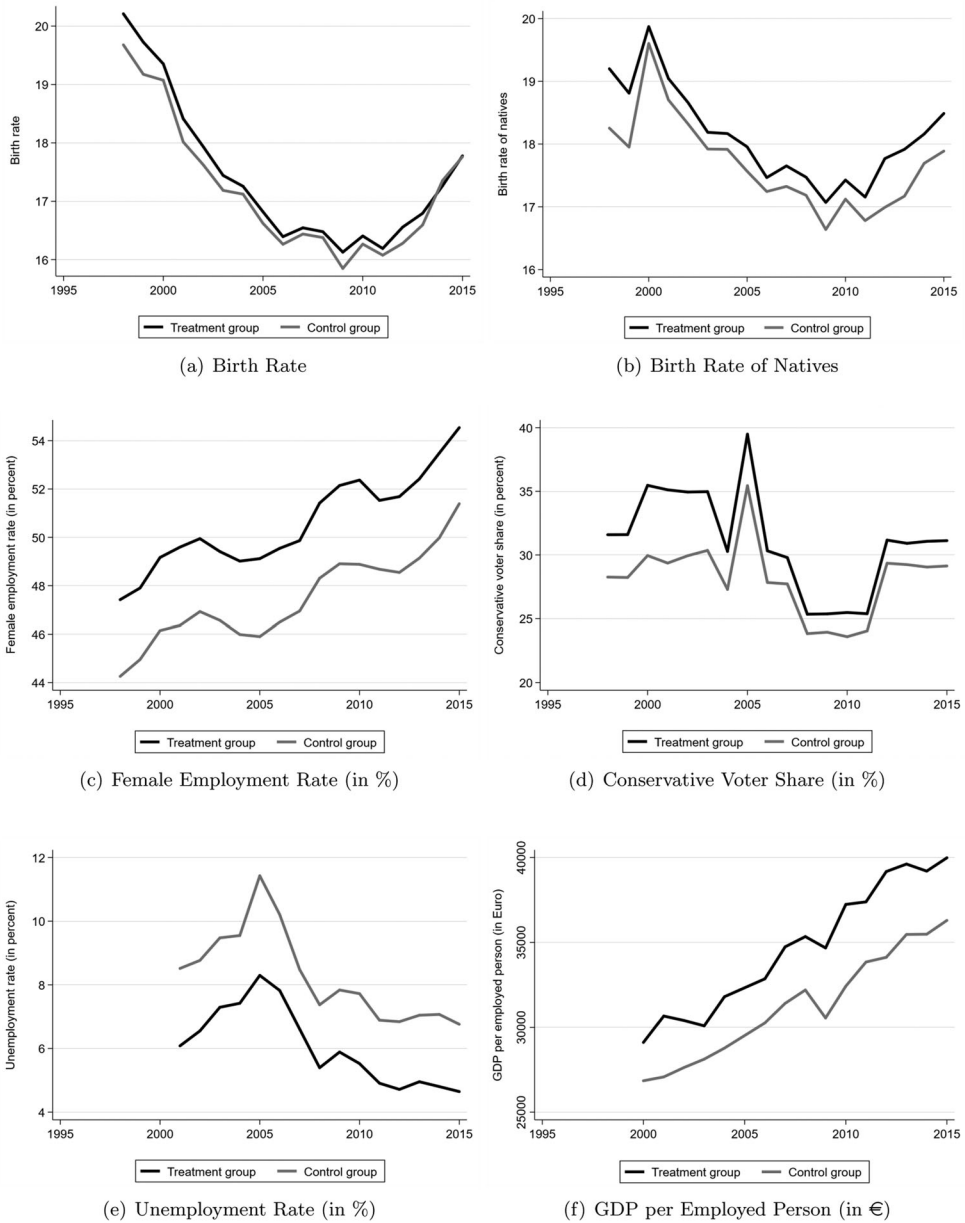 20
19
18
17
16
Birth rate
1995 2000 2005 2010 2015
Treatment group Control group
(a) Birth Rate
20
19
18
17
16
Birth rate of natives
1995 2000 2005 2010 2015
Treatment group Control group
(b) Birth Rate of Natives
54
52
50
48
46
44
Female employment rate (in percent)
1995 2000 2005 2010 2015
Treatment group Control group
(c) Female Employment Rate (in %)
40
35
30
25
20
Conservative voter share (in percent)
1995 2000 2005 2010 2015
Treatment group Control group
(d) Conservative Voter Share (in %)
12
10
8
6
4
Unemployment rate (in percent)
1995 2000 2005 2010 2015
Treatment group Control group
(e) Unemployment Rate (in %)
40000
35000
30000
25000
GDP per employed person (in Euro)
1995 2000 2005 2010 2015
Treatment group Control group
(f) GDP per Employed Person (in €)